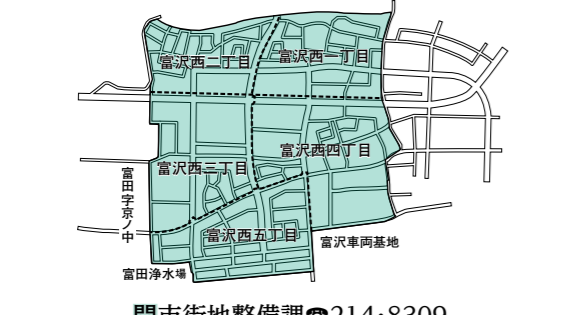 富沢西二丁目
富沢西一丁目
富沢西四丁目
富沢西三丁目
富田字京ノ中
富沢西五丁目
富沢車両基地
富田浄水場
問市街地整備課☎214・8309